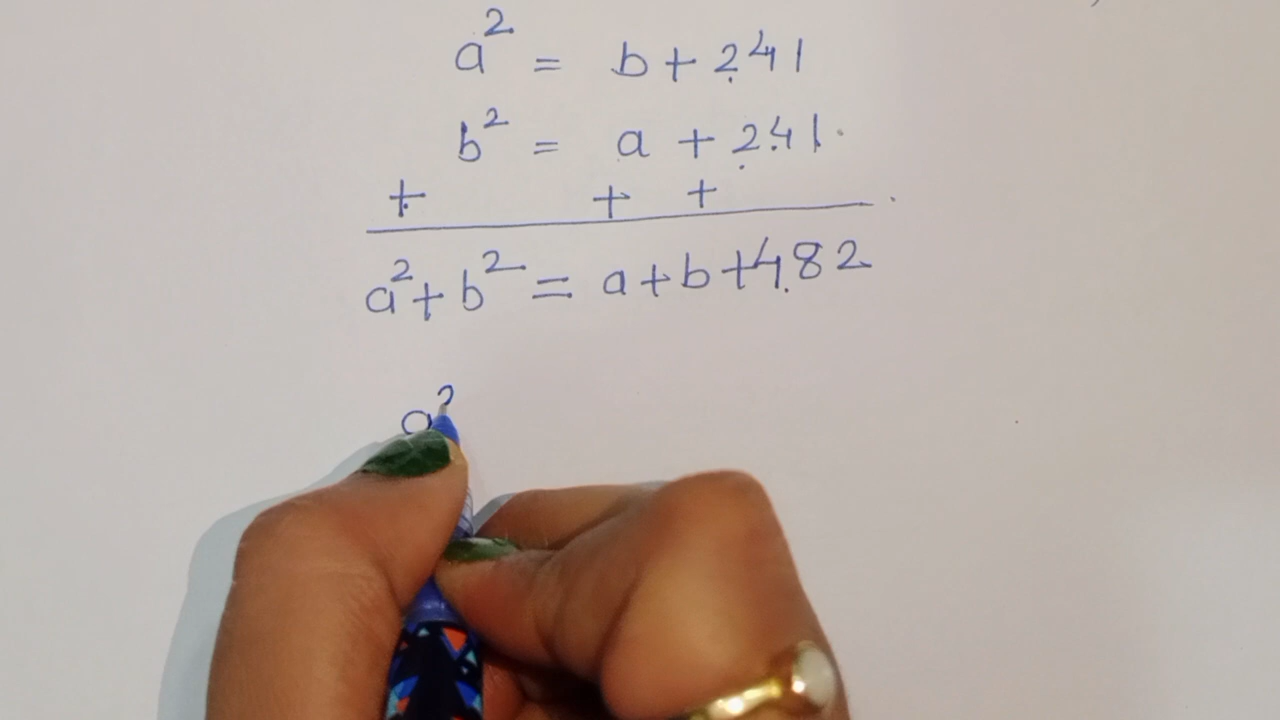 a² = b + 241
b² = a + 241
+ + +
a² + b² = a + b + 482
a²